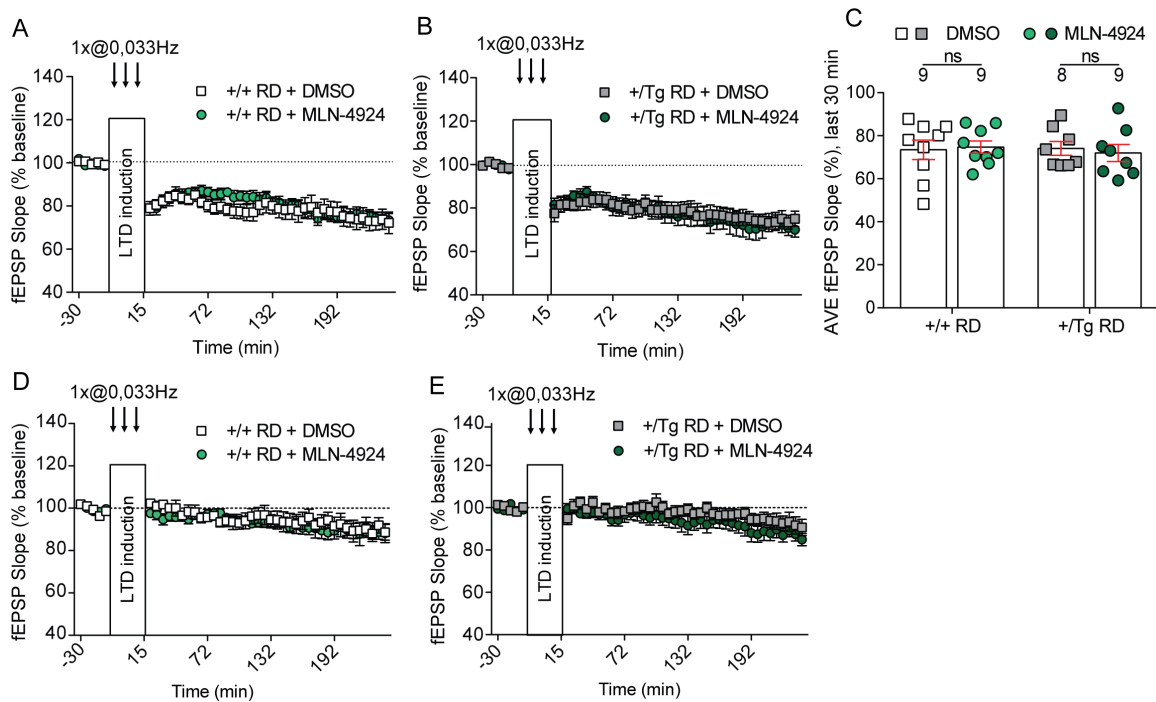 A
1x@0,033Hz
+/+ RD + DMSO
+/+ RD + MLN-4924
fEPSP Slope (% baseline)
140
120
100
80
60
40
LTD induction
-30
15
72
132
192
Time (min)
B
1x@0,033Hz
+/Tg RD + DMSO
+/Tg RD + MLN-4924
fEPSP Slope (% baseline)
140
120
100
80
60
40
LTD induction
-30
15
72
132
192
Time (min)
C
DMSO
MLN-4924
ns
ns
9
9
8
9
AVE fEPSP Slope (%), last 30 min
100
80
60
40
20
0
+/+ RD
+/Tg RD
D
1x@0,033Hz
+/+ RD + DMSO
+/+ RD + MLN-4924
fEPSP Slope (% baseline)
140
120
100
80
60
40
LTD induction
-30
15
72
132
192
Time (min)
E
1x@0,033Hz
+/Tg RD + DMSO
+/Tg RD + MLN-4924
fEPSP Slope (% baseline)
140
120
100
80
60
40
LTD induction
-30
15
72
132
192
Time (min)